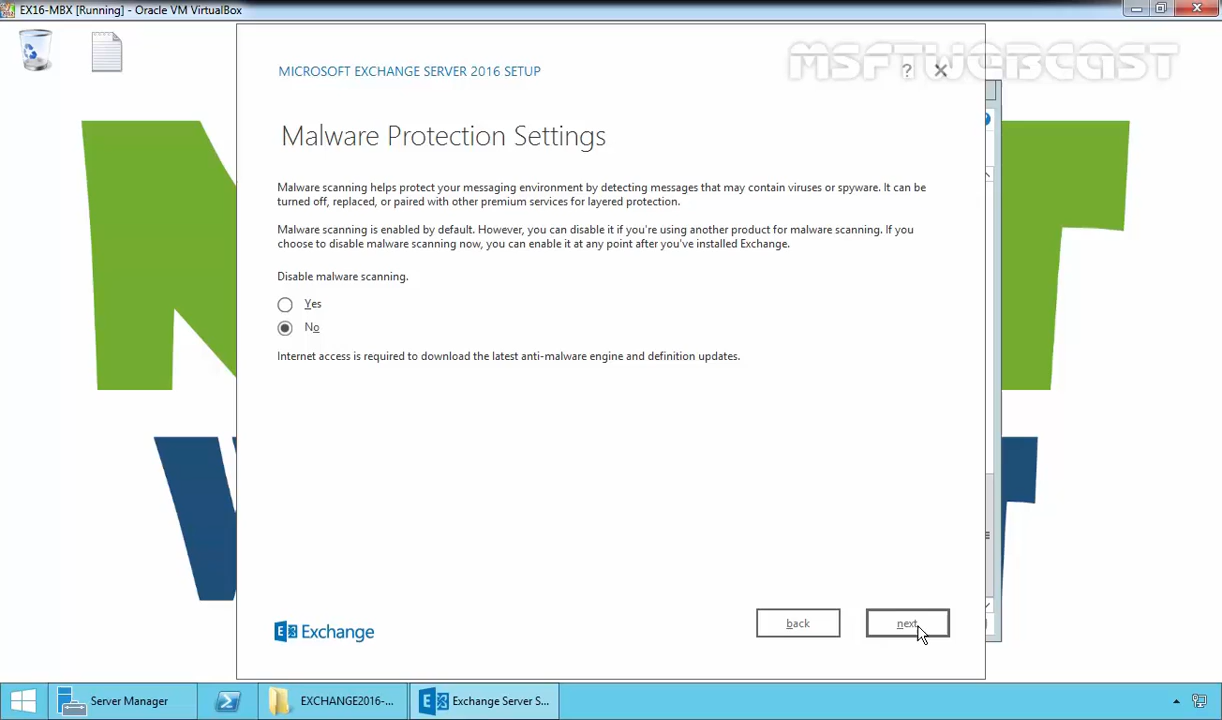 EX16-MBX [Running] - Oracle VM VirtualBox
MSFTWEBCAST
MICROSOFT EXCHANGE SERVER 2016 SETUP
?
Malware Protection Settings
Malware scanning helps protect your messaging environment by detecting messages that may contain viruses or spyware. It can be
turned off, replaced, or paired with other premium services for layered protection.
Malware scanning is enabled by default. However, you can disable it if you're using another product for malware scanning. If you
choose to disable malware scanning now, you can enable it at any point after you've installed Exchange.
Disable malware scanning.
Yes
No
Internet access is required to download the latest anti-malware engine and definition updates.
Exchange
back
next
Server Manager
EXCHANGE2016-...
Exchange Server S...